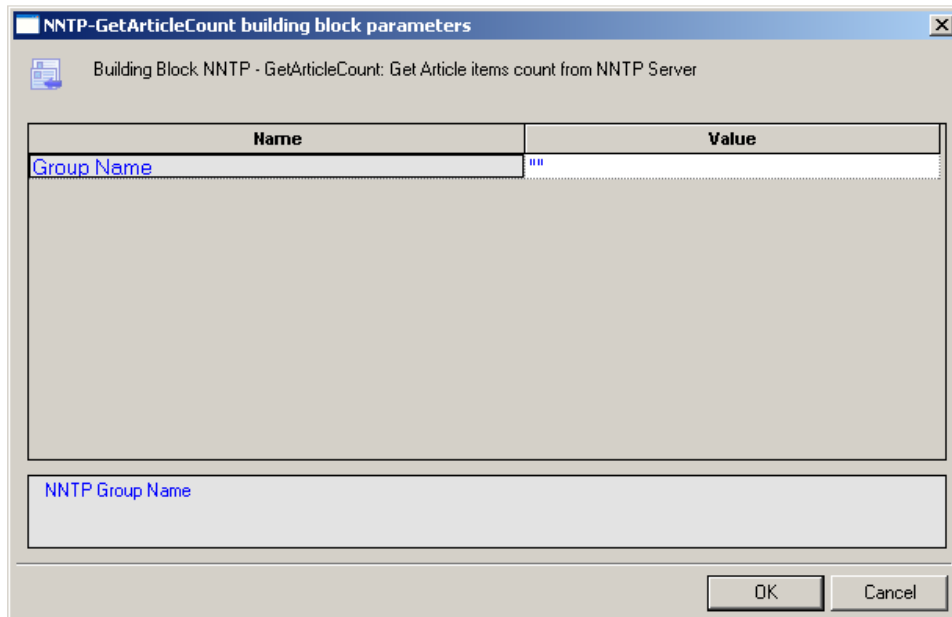 NNTP-GetArticleCount building block parameters
Building Block NNTP - GetArticleCount: Get Article items count from NNTP Server
Name Value
Group Name ""
NNTP Group Name
OK Cancel